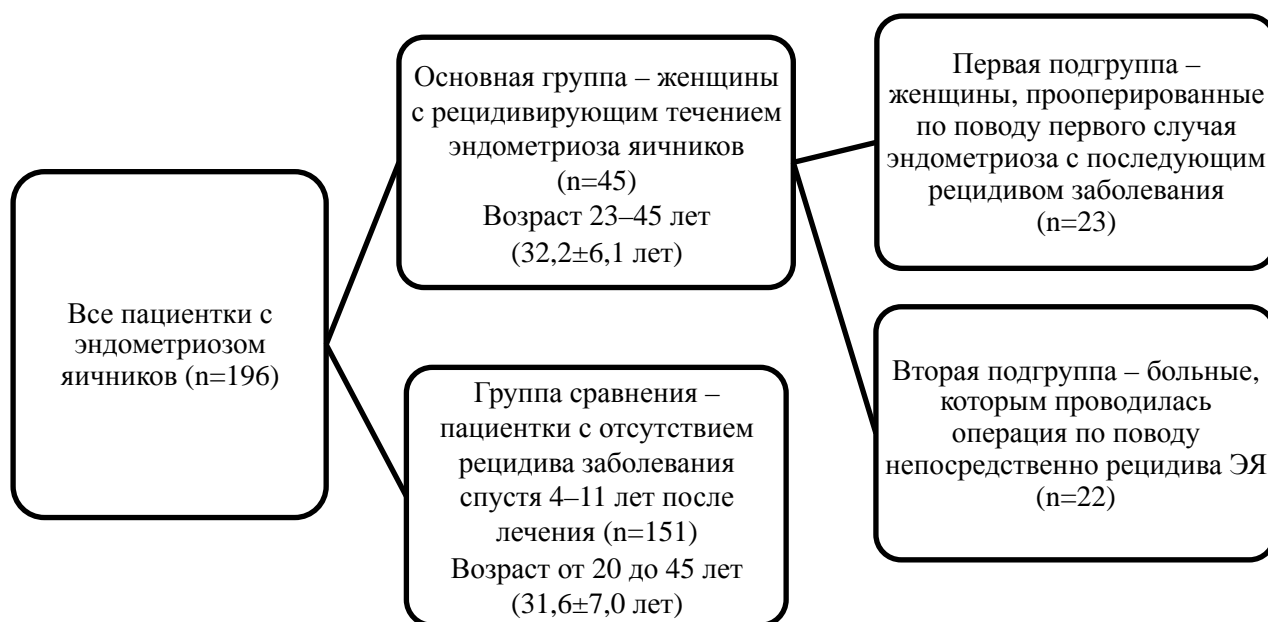 Все пациентки с
эндометриозом
яичников (n=196)
Основная группа – женщины
с рецидивирующим течением
эндометриоза яичников
(n=45)
Возраст 23–45 лет
(32,2±6,1 лет)
Группа сравнения –
пациентки с отсутствием
рецидива заболевания
спустя 4–11 лет после
лечения (n=151)
Возраст от 20 до 45 лет
(31,6±7,0 лет)
Первая подгруппа –
женщины, прооперированные
по поводу первого случая
эндометриоза с последующим
рецидивом заболевания
(n=23)
Вторая подгруппа – больные,
которым проводилась
операция по поводу
непосредственно рецидива ЭЯ
(n=22)